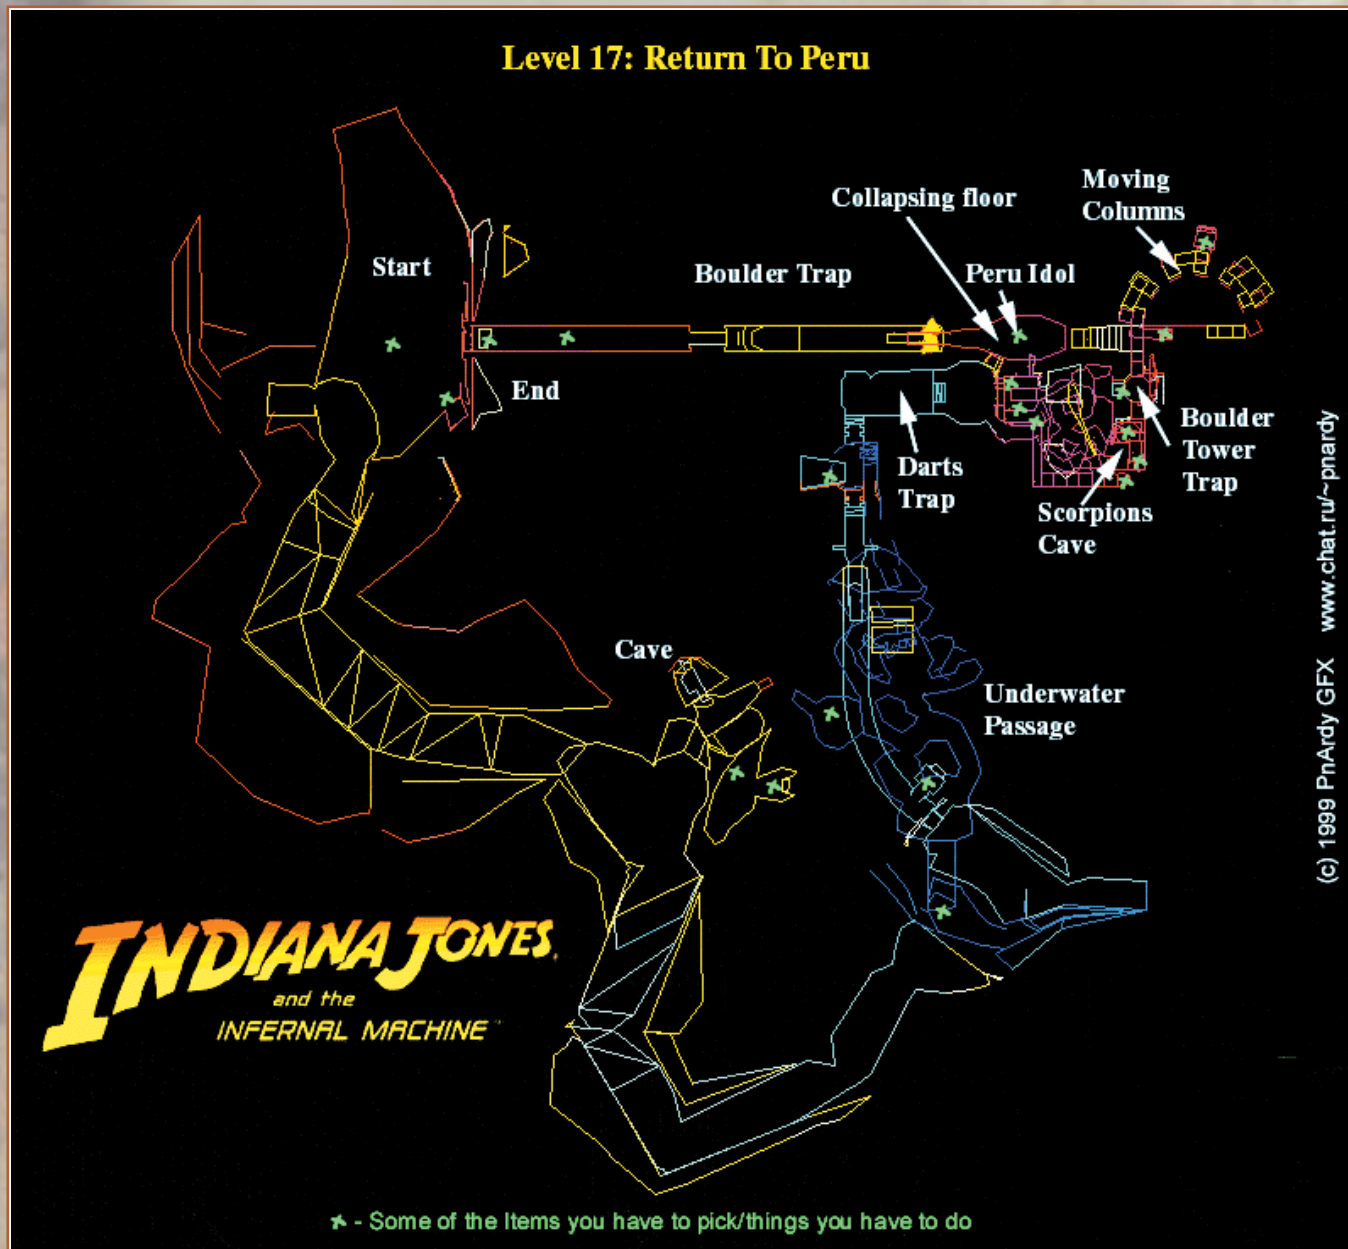 Level 17: Return To Peru
Moving
Columns
Collapsing floor
Start
Boulder Trap
Peru Idol
End
Boulder
Tower
Trap
Darts
Trap
Scorpions
Cave
Cave
Underwater
Passage
(c) 1999 PnArdy GFX www.chat.ru/~pnardy
INDIANA JONES
and the
INFERNAL MACHINE™
- Some of the Items you have to pick/things you have to do